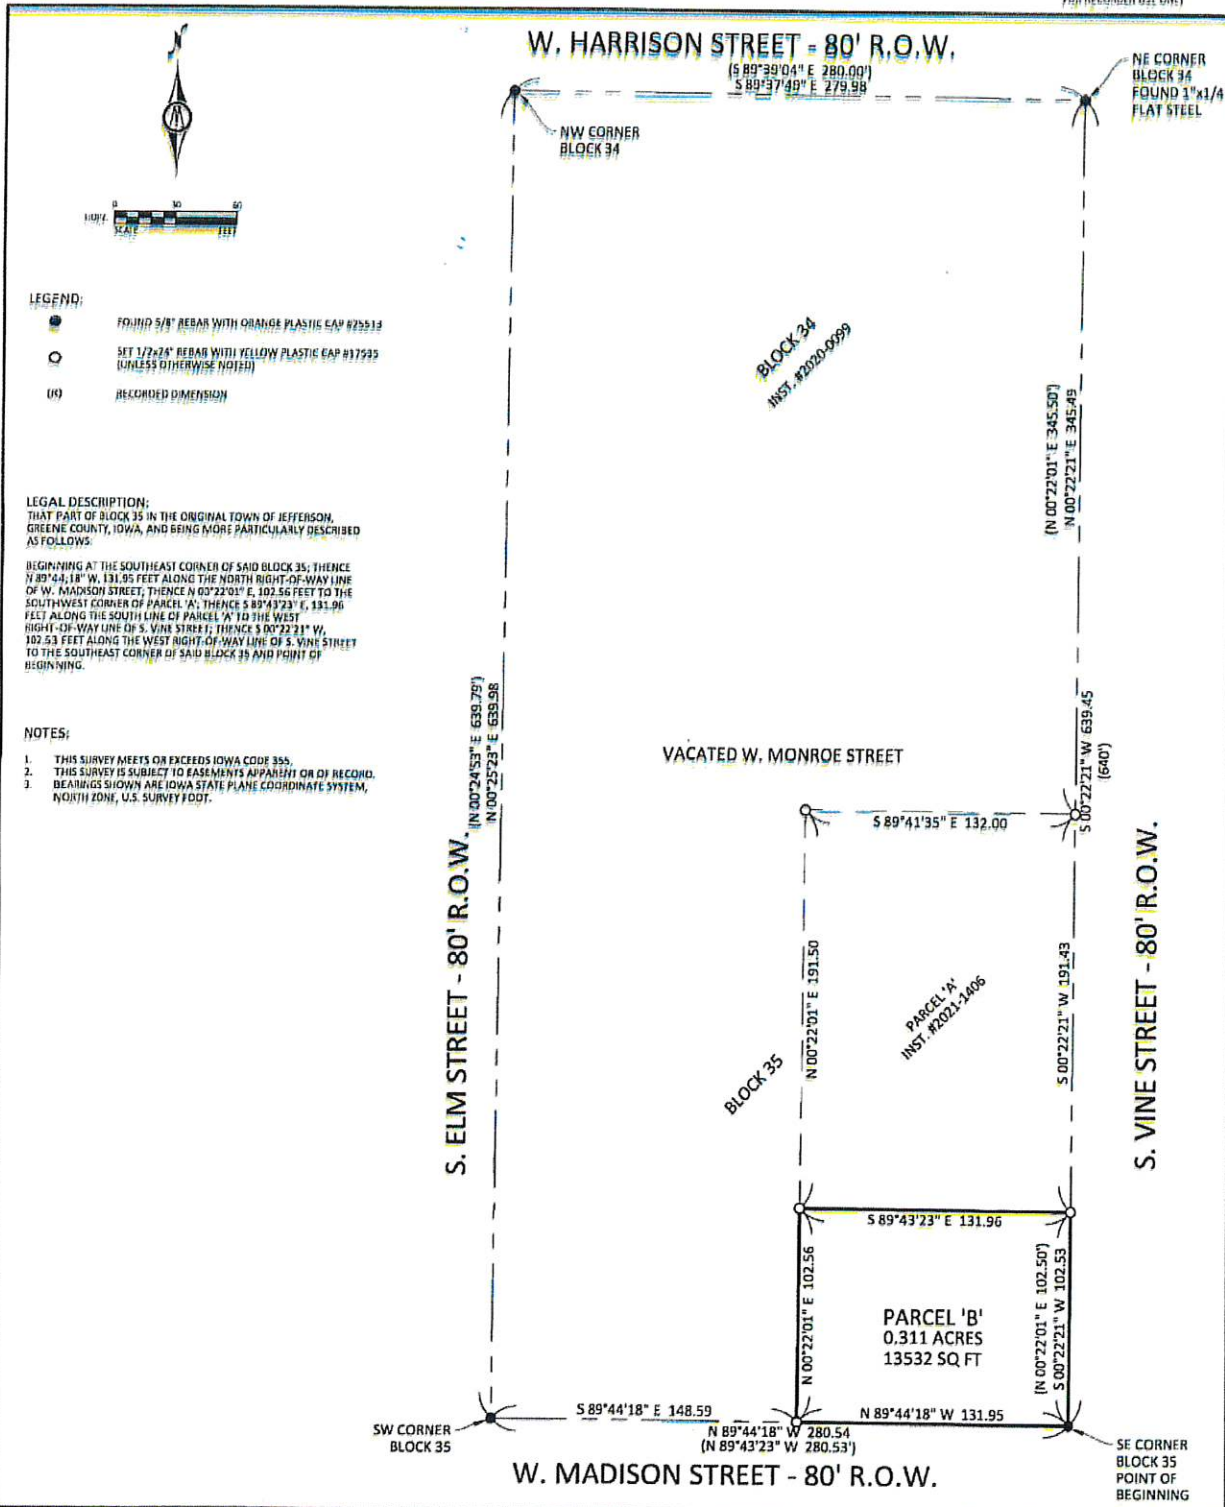 W. HARRISON STREET - 80' R.O.W.
(S 89°39'04" E 280.00')
S 89°37'49" E 279.98
NE CORNER
BLOCK 34
FOUND 1"x1/4
FLAT STEEL
NW CORNER
BLOCK 34
N
0 30 60
SCALE FEET
LEGEND:
FOUND 5/8" REBAR WITH ORANGE PLASTIC CAP #25513
SET 1/2x24" REBAR WITH YELLOW PLASTIC CAP #17535
(UNLESS OTHERWISE NOTED)
RECORDED DIMENSION
BLOCK 34
INST. #2020-0099
(N 00°22'01" E 345.50')
N 00°22'21" E 345.49
LEGAL DESCRIPTION:
THAT PART OF BLOCK 35 IN THE ORIGINAL TOWN OF JEFFERSON,
GREENE COUNTY, IOWA, AND BEING MORE PARTICULARLY DESCRIBED
AS FOLLOWS:
BEGINNING AT THE SOUTHEAST CORNER OF SAID BLOCK 35; THENCE
N 89°44;18" W, 131.95 FEET ALONG THE NORTH RIGHT-OF-WAY LINE
OF W. MADISON STREET; THENCE N 00°22'01" E, 102.56 FEET TO THE
SOUTHWEST CORNER OF PARCEL 'A'; THENCE S 89°43'23" E, 131.96
FEET ALONG THE SOUTH LINE OF PARCEL 'A' TO THE WEST
RIGHT-OF-WAY LINE OF S. VINE STREET; THENCE S 00°22'21" W,
102.53 FEET ALONG THE WEST RIGHT-OF-WAY LINE OF S. VINE STREET
TO THE SOUTHEAST CORNER OF SAID BLOCK 35 AND POINT OF
BEGINNING.
NOTES:
1. THIS SURVEY MEETS OR EXCEEDS IOWA CODE 355.
2. THIS SURVEY IS SUBJECT TO EASEMENTS APPARENT OR OF RECORD.
3. BEARINGS SHOWN ARE IOWA STATE PLANE COORDINATE SYSTEM,
NORTH ZONE, U.S. SURVEY FOOT.
(N 00°24'53" E 639.79')
N 00°25'23" E 639.98
S. ELM STREET - 80' R.O.W.
VACATED W. MONROE STREET
S 00°22'21" W 639.45
(640')
S 89°41'35" E 132.00
S. VINE STREET - 80' R.O.W.
N 00°22'01" E 191.50
PARCEL 'A'
INST. #2021-1406
S 00°22'21" W 191.43
BLOCK 35
S 89°43'23" E 131.96
N 00°22'01" E 102.56
PARCEL 'B'
0.311 ACRES
13532 SQ FT
(N 00°22'01" E 102.50')
S 00°22'21" W 102.53
S 89°44'18" E 148.59
N 89°44'18" W 131.95
SW CORNER
BLOCK 35
N 89°44'18" W 280.54
(N 89°43'23" W 280.53')
SE CORNER
BLOCK 35
POINT OF
BEGINNING
W. MADISON STREET - 80' R.O.W.